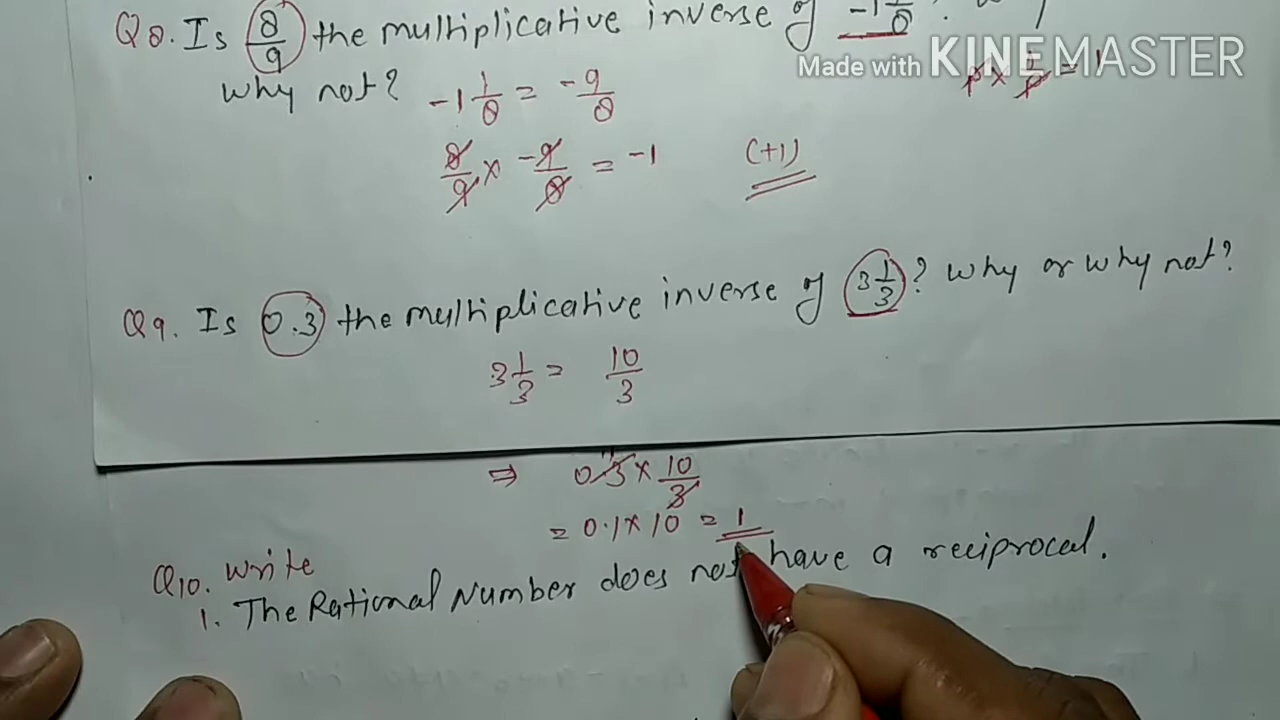 Q8. Is 8/9 the multiplicative inverse of -1 1/8 ?
Made with KINEMASTER
why not? -1 1/8 = -9/8
p x 1/p = 1
8/9 x -9/8 = -1 (+1)
Q9. Is 0.3 the multiplicative inverse of 3 1/3 ? why or why not?
3 1/3 = 10/3
⇒ 0.3 x 10/3
= 0.1 x 10 = 1
Q10. Write
1. The Rational Number does not have a reciprocal.